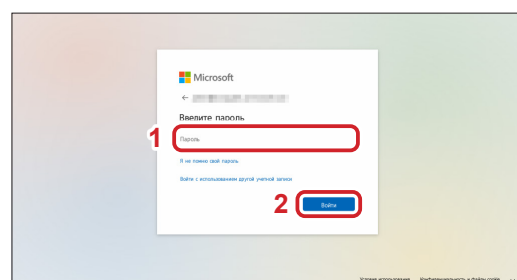 Microsoft
←
Введите пароль
1
Пароль
Я не помню свой пароль
Войти с использованием другой учетной записи
2
Войти
Условия использования Конфиденциальность и файлы cookie